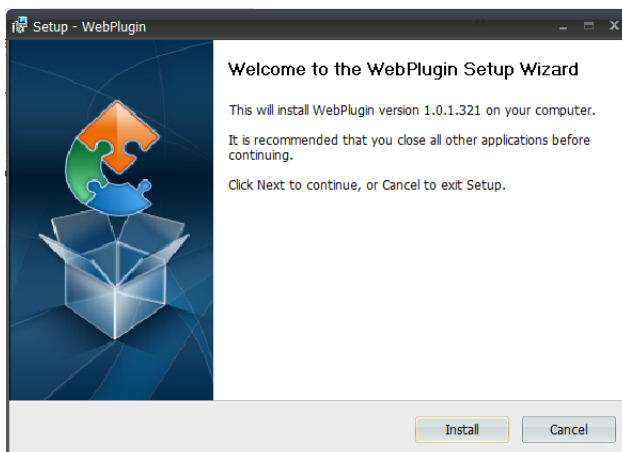 Setup - WebPlugin
Welcome to the WebPlugin Setup Wizard
This will install WebPlugin version 1.0.1.321 on your computer.
It is recommended that you close all other applications before
continuing.
Click Next to continue, or Cancel to exit Setup.
Install
Cancel